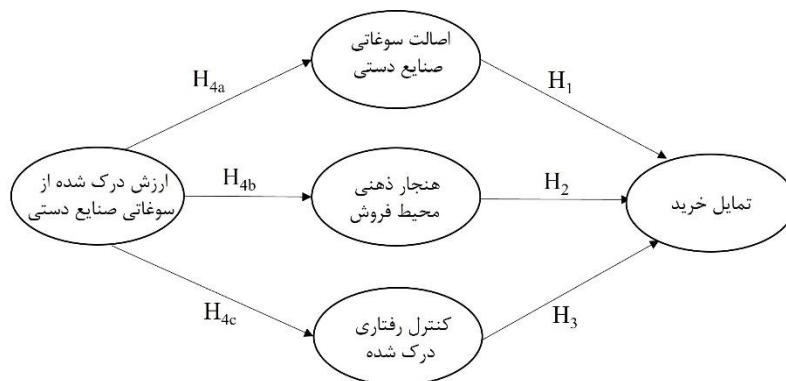 اصالت سوغاتی
صنایع دستی
H4a
H1
ارزش درک شده از
سوغاتی صنایع دستی
H4b
هنجار ذهنی
محیط فروش
H2
تمایل خرید
H4c
کنترل رفتاری
درک شده
H3